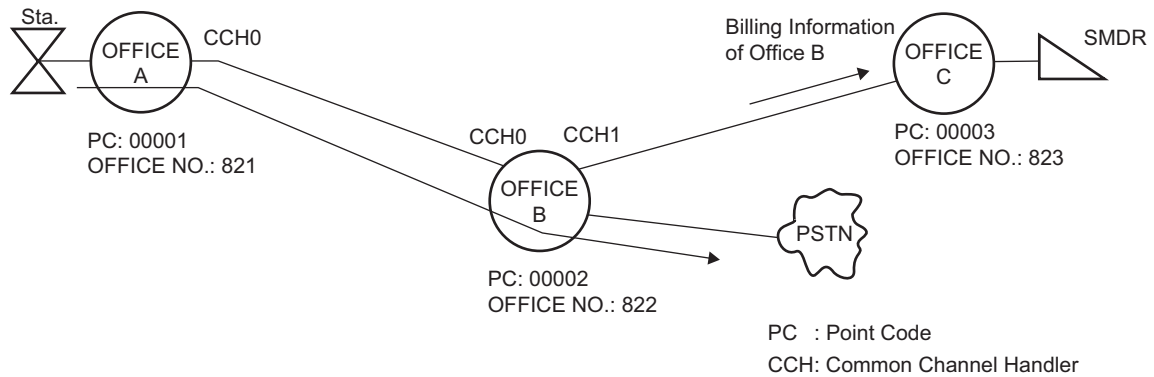 Sta.
OFFICE
A
CCH0
PC: 00001
OFFICE NO.: 821
CCH0
CCH1
OFFICE
B
PC: 00002
OFFICE NO.: 822
Billing Information
of Office B
OFFICE
C
SMDR
PC: 00003
OFFICE NO.: 823
PSTN
PC : Point Code
CCH: Common Channel Handler